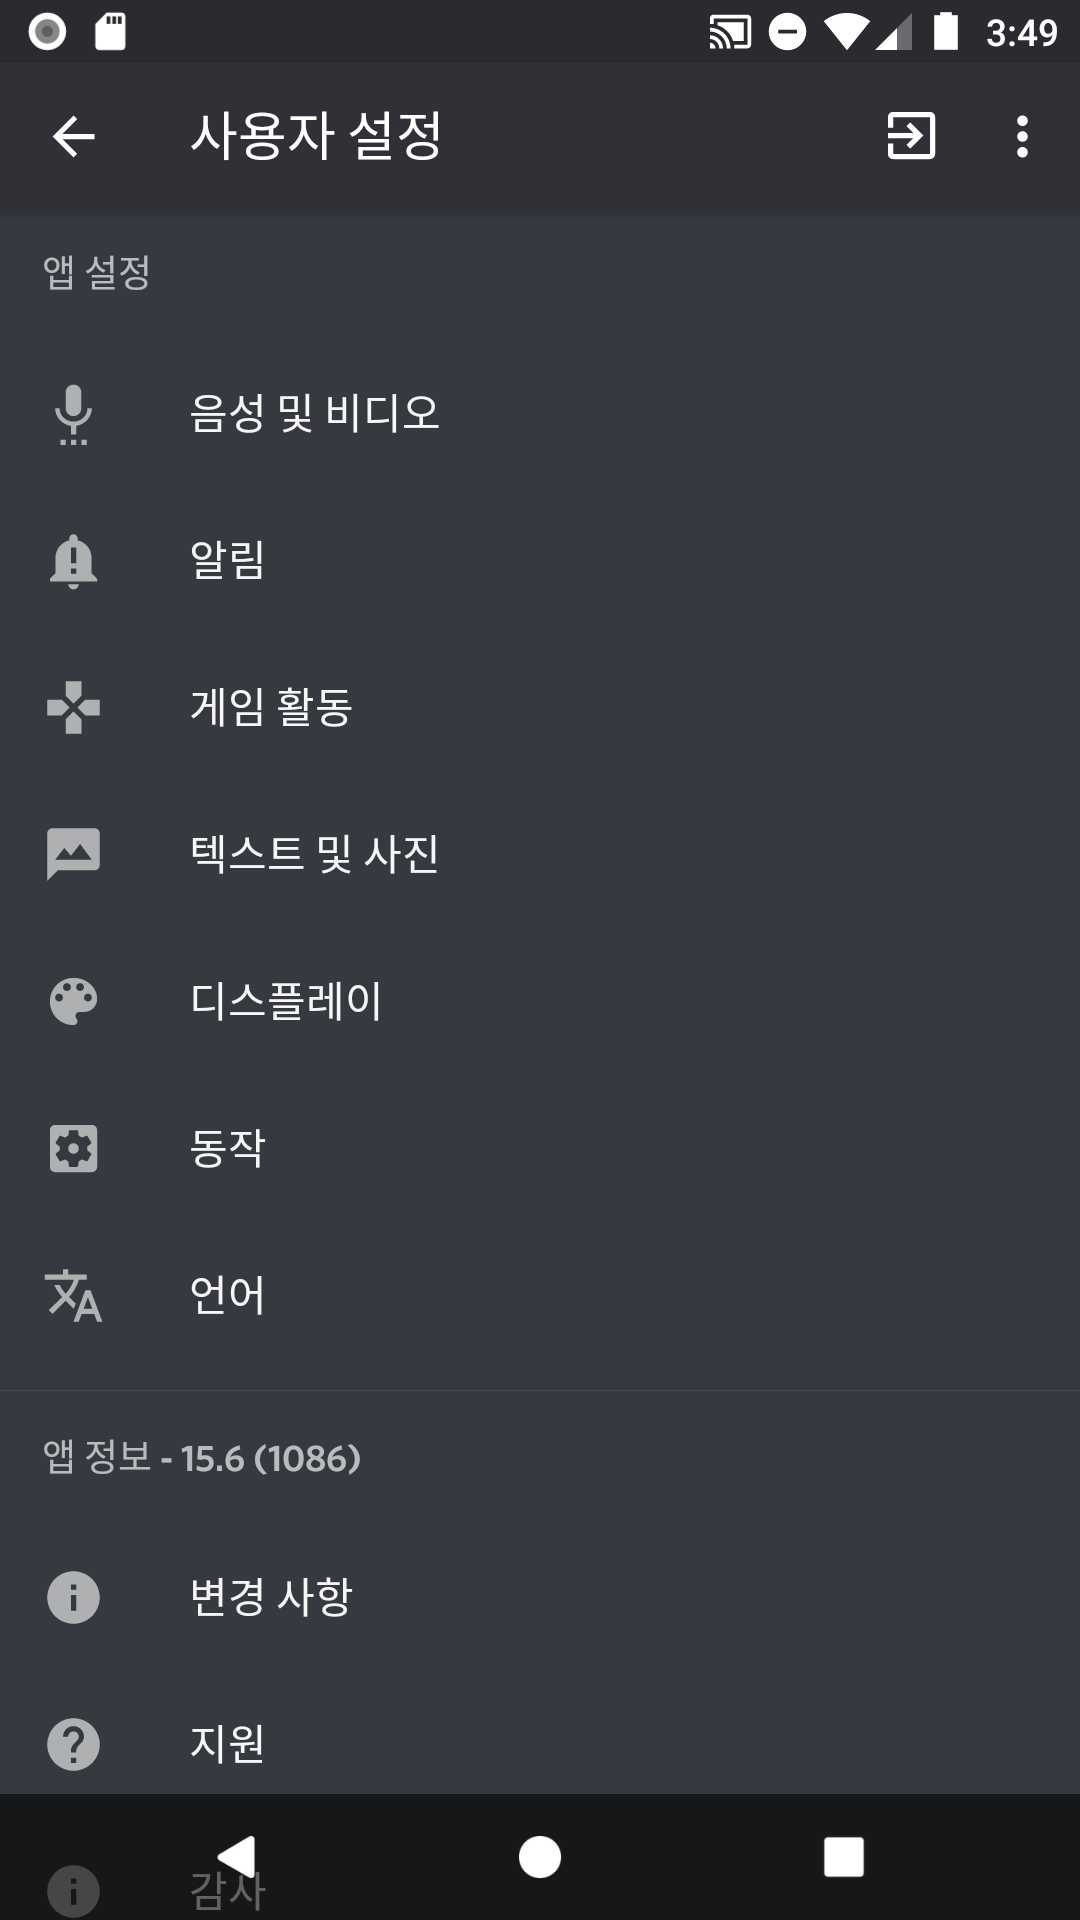 3:49
사용자 설정
앱 설정
음성 및 비디오
알림
게임 활동
텍스트 및 사진
디스플레이
동작
언어
앱 정보 - 15.6 (1086)
변경 사항
지원
감사